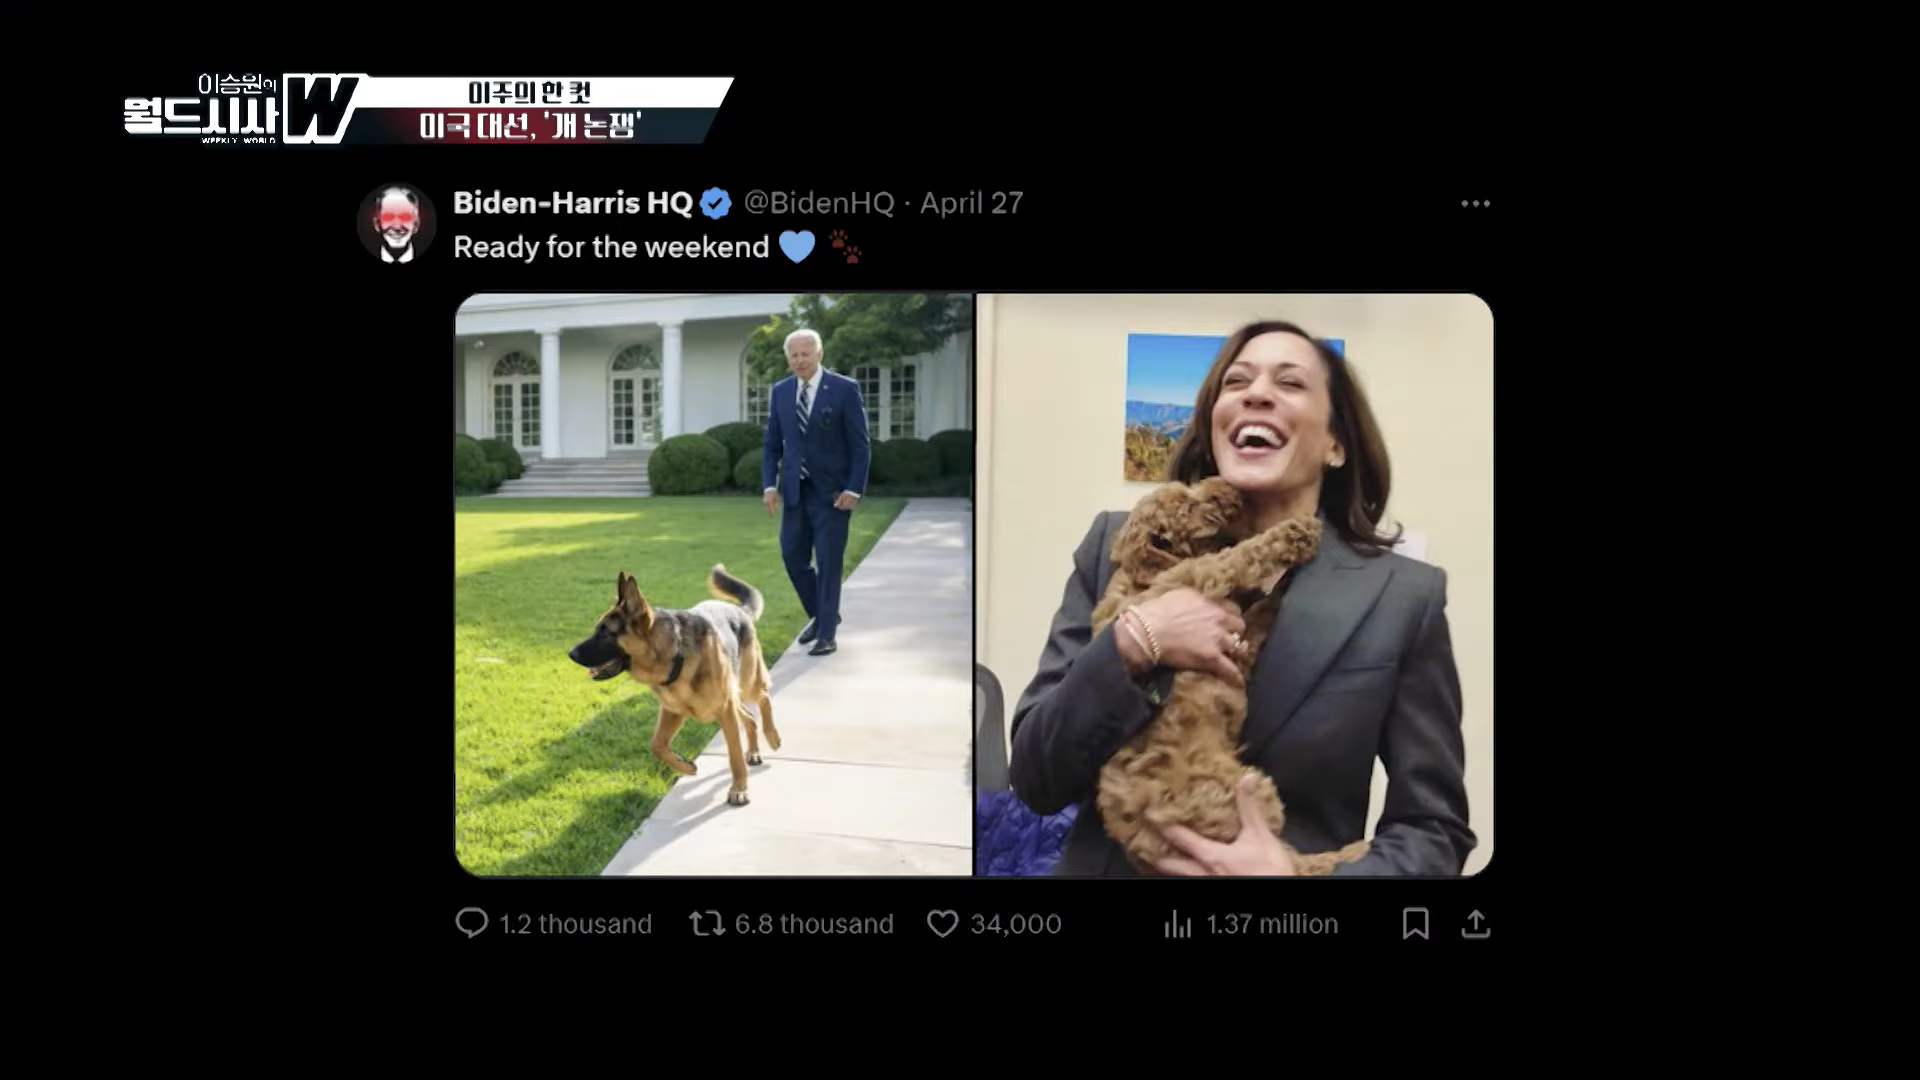 이승원의
월드시사 W
WEEKLY WORLD
이주의 한 컷
미국 대선, '개 논쟁'
Biden-Harris HQ @BidenHQ · April 27
Ready for the weekend 💙 🐾
1.2 thousand 6.8 thousand 34,000 1.37 million